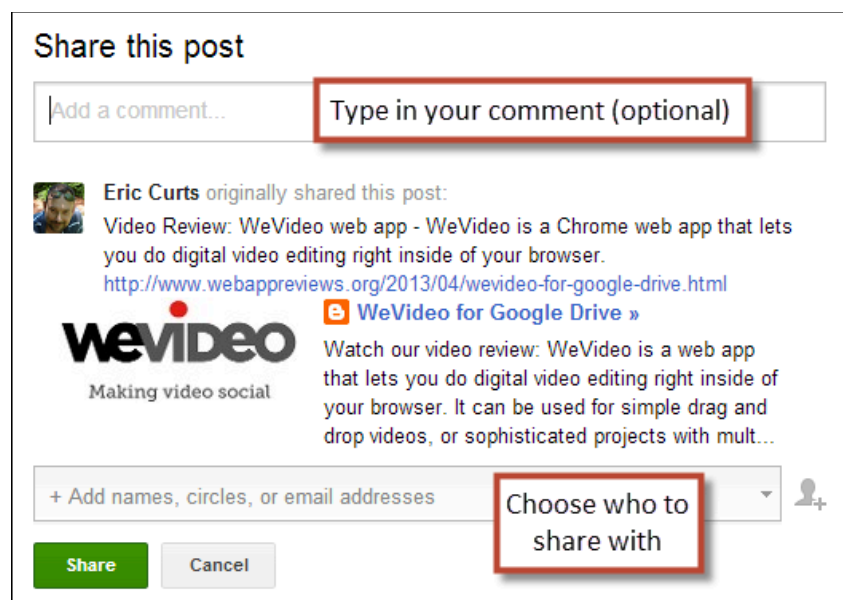 Share this post
Add a comment...
Type in your comment (optional)
Eric Curts originally shared this post:
Video Review: WeVideo web app - WeVideo is a Chrome web app that lets
you do digital video editing right inside of your browser.
http://www.webappreviews.org/2013/04/wevideo-for-google-drive.html
WEVIDEO
Making video social
WeVideo for Google Drive »
Watch our video review: WeVideo is a web app
that lets you do digital video editing right inside of
your browser. It can be used for simple drag and
drop videos, or sophisticated projects with mult...
+ Add names, circles, or email addresses
Choose who to
share with
Share
Cancel